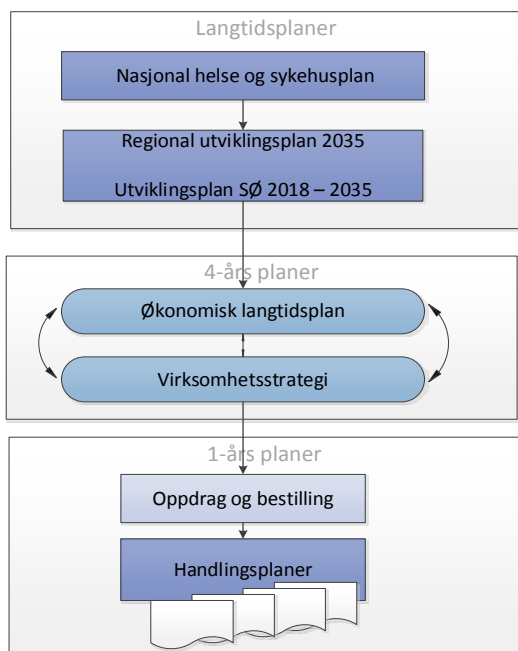 Langtidsplaner
Nasjonal helse og sykehusplan
Regional utviklingsplan 2035
Utviklingsplan SØ 2018 – 2035
4-års planer
Økonomisk langtidsplan
Virksomhetsstrategi
1-års planer
Oppdrag og bestilling
Handlingsplaner